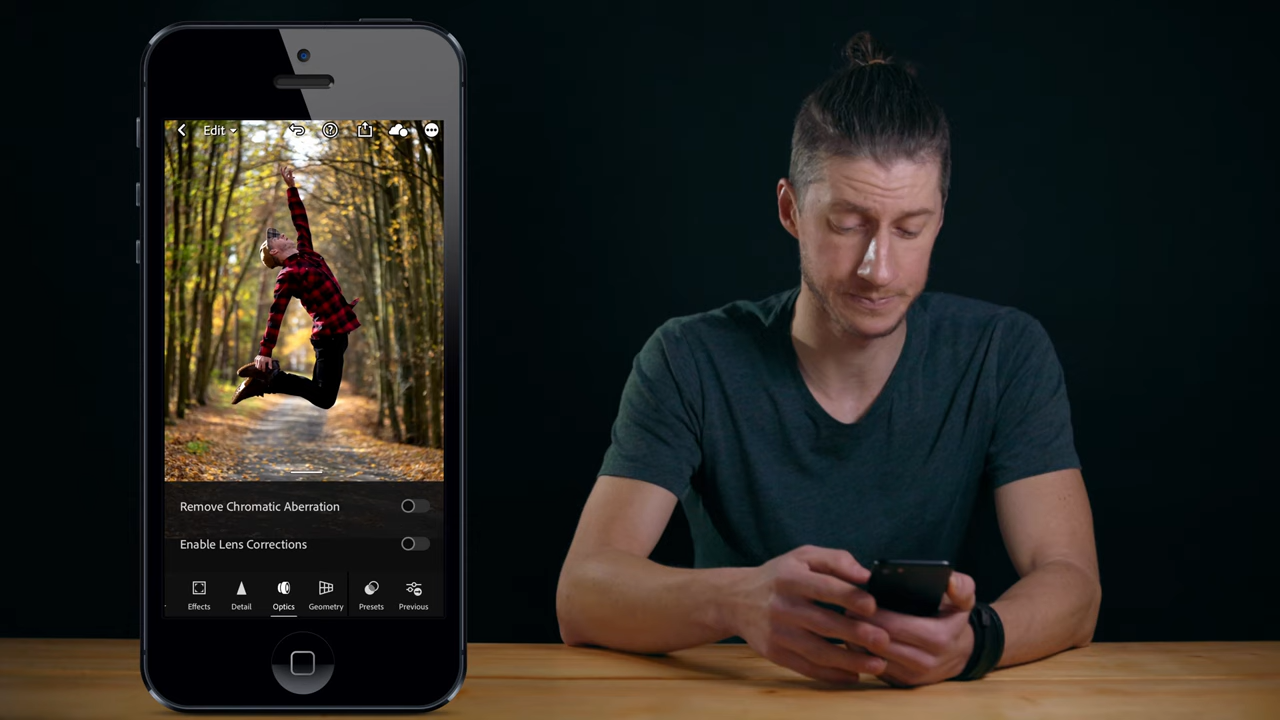 Edit
Remove Chromatic Aberration
Enable Lens Corrections
Effects Detail Optics Geometry Presets Previous